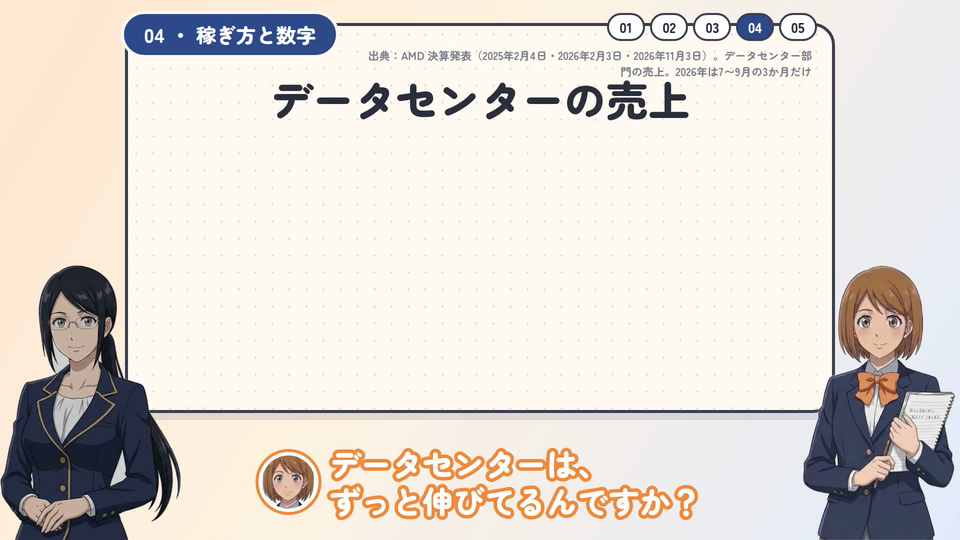 04・稼ぎ方と数字
01 02 03 04 05
出典：AMD 決算発表（2025年2月4日・2026年2月3日・2026年11月3日）。データセンター部
門の売上。2026年は7〜9月の3か月だけ
データセンターの売上
データセンターは、
ずっと伸びてるんですか？